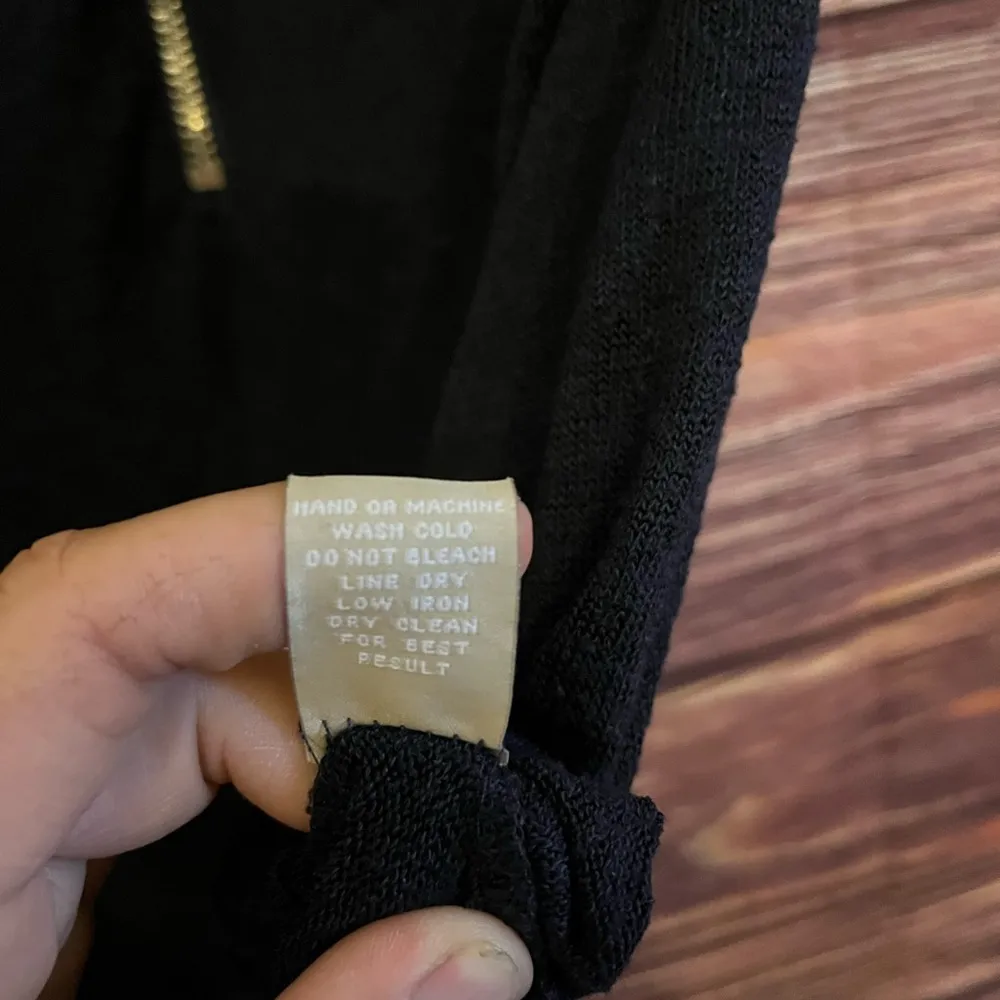 HAND OR MACHINE
WASH COLD
DO NOT BLEACH
LINE DRY
LOW IRON
DRY CLEAN
FOR BEST
RESULT